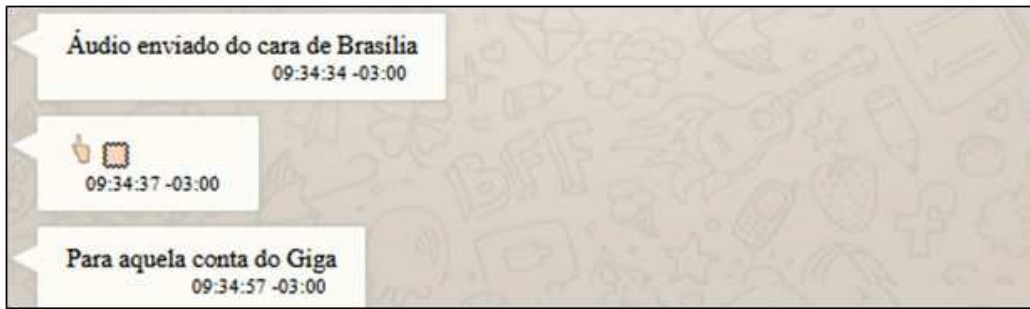 Áudio enviado do cara de Brasília
09:34:34 -03:00
👆🏼
09:34:37 -03:00
Para aquela conta do Giga
09:34:57 -03:00